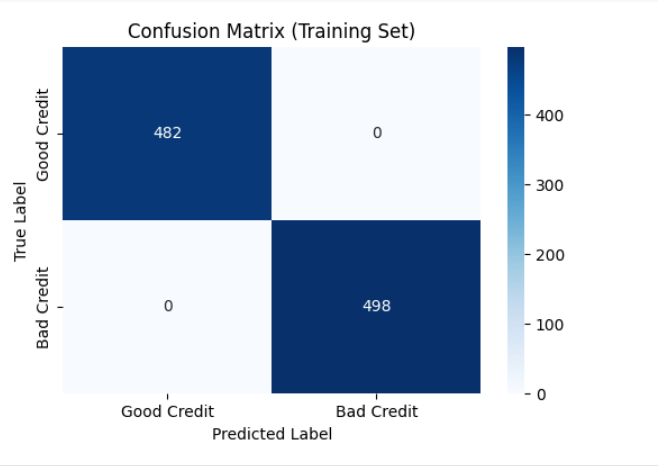 Confusion Matrix (Training Set)
True Label
Good Credit
482
0
Bad Credit
0
498
Good Credit
Bad Credit
Predicted Label
400
300
200
100
0